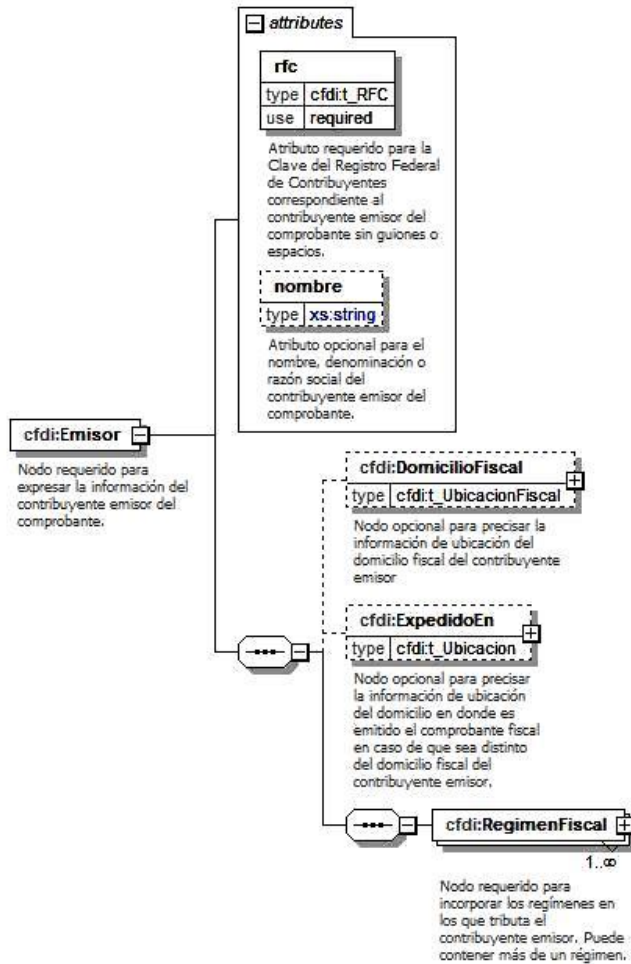 attributes
rfc
type cfdi:t_RFC
use required
Atributo requerido para la
Clave del Registro Federal
de Contribuyentes
correspondiente al
contribuyente emisor del
comprobante sin guiones o
espacios.
nombre
type xs:string
Atributo opcional para el
nombre, denominación o
razón social del
contribuyente emisor del
comprobante.
cfdi:Emisor
Nodo requerido para
expresar la información del
contribuyente emisor del
comprobante.
cfdi:DomicilioFiscal
type cfdi:t_UbicacionFiscal
Nodo opcional para precisar la
información de ubicación del
domicilio fiscal del contribuyente
emisor
cfdi:ExpedidoEn
type cfdi:t_Ubicacion
Nodo opcional para precisar
la información de ubicación
del domicilio en donde es
emitido el comprobante fiscal
en caso de que sea distinto
del domicilio fiscal del
contribuyente emisor.
cfdi:RegimenFiscal
1..∞
Nodo requerido para
incorporar los regímenes en
los que tributa el
contribuyente emisor. Puede
contener más de un régimen.